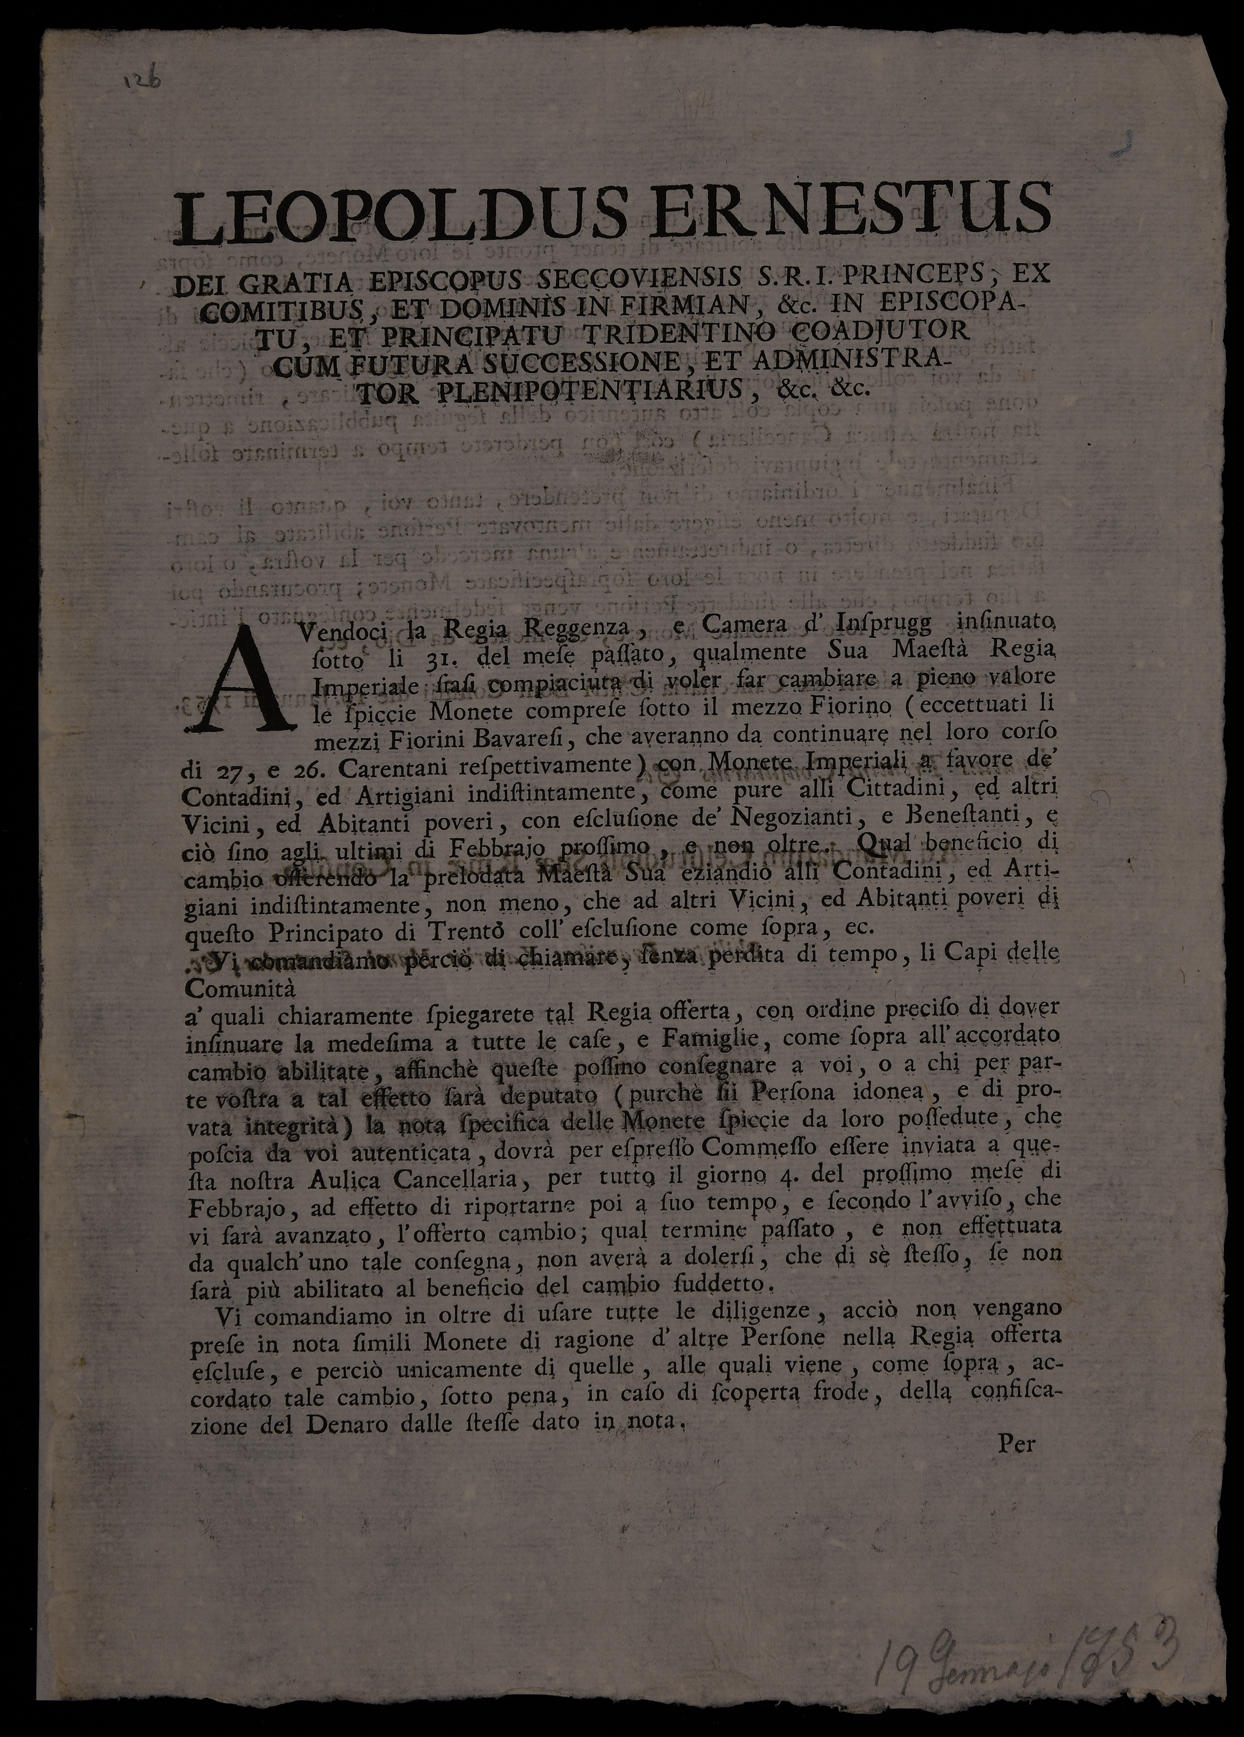 126
LEOPOLDUS ERNESTUS
DEI GRATIA EPISCOPUS SECCOVIENSIS S.R.I. PRINCEPS, EX
COMITIBUS, ET DOMINIS IN FIRMIAN, &c. IN EPISCOPA-
TU, ET PRINCIPATU TRIDENTINO COADJUTOR
CUM FUTURA SUCCESSIONE, ET ADMINISTRA-
TOR PLENIPOTENTIARIUS, &c. &c.
AVendoci la Regia Reggenza, e Camera d' Inſprugg inſinuato
ſotto li 31. del meſe paſſato, qualmente Sua Maeſtà Regia
Imperiale ſtaſi compiaciuta di voler far cambiare a pieno valore
le ſpiccie Monete compreſe ſotto il mezzo Fiorino (eccettuati li
mezzi Fiorini Bavareſi, che averanno da continuare nel loro corſo
di 27, e 26. Carentani reſpettivamente) con Monete Imperiali a favore de'
Contadini, ed Artigiani indiſtintamente, come pure alli Cittadini, ed altri
Vicini, ed Abitanti poveri, con eſcluſione de' Negozianti, e Beneſtanti, e
ciò ſino agli ultimi di Febbrajo proſſimo, e non oltre. Qual beneficio di
cambio offerendo la prelodata Maeſtà Sua eziandiò alli Contadini, ed Arti-
giani indiſtintamente, non meno, che ad altri Vicini, ed Abitanti poveri di
queſto Principato di Trento coll' eſcluſione come ſopra, ec.
Vi comandiamo perciò di chiamare, ſenza perdita di tempo, li Capi delle
Comunità
a' quali chiaramente ſpiegarete tal Regia offerta, con ordine preciſo di dover
inſinuare la medeſima a tutte le caſe, e Famiglie, come ſopra all' accordato
cambio abilitate, affinchè queſte poſſino conſegnare a voi, o a chi per par-
te voſtra a tal effetto ſarà deputato (purchè ſii Perſona idonea, e di pro-
vata integrità) la nota ſpecifica delle Monete ſpiccie da loro poſſedute, che
poſcia da voi autenticata, dovrà per eſpreſſo Commeſſo eſſere inviata a que-
ſta noſtra Aulica Cancellaria, per tutto il giorno 4. del proſſimo meſe di
Febbrajo, ad effetto di riportarne poi a ſuo tempo, e ſecondo l'avviſo, che
vi ſarà avanzato, l'offerto cambio; qual termine paſſato, e non effettuata
da qualch'uno tale conſegna, non averà a dolerſi, che di sè ſteſſo, ſe non
ſarà più abilitato al beneficio del cambio ſuddetto.
Vi comandiamo in oltre di uſare tutte le diligenze, acciò non vengano
preſe in nota ſimili Monete di ragione d' altre Perſone nella Regia offerta
eſcluſe, e perciò unicamente di quelle, alle quali viene, come ſopra, ac-
cordato tale cambio, ſotto pena, in caſo di ſcoperta frode, della confiſca-
zione del Denaro dalle ſteſſe dato in nota.
Per
19 Gennajo 1753